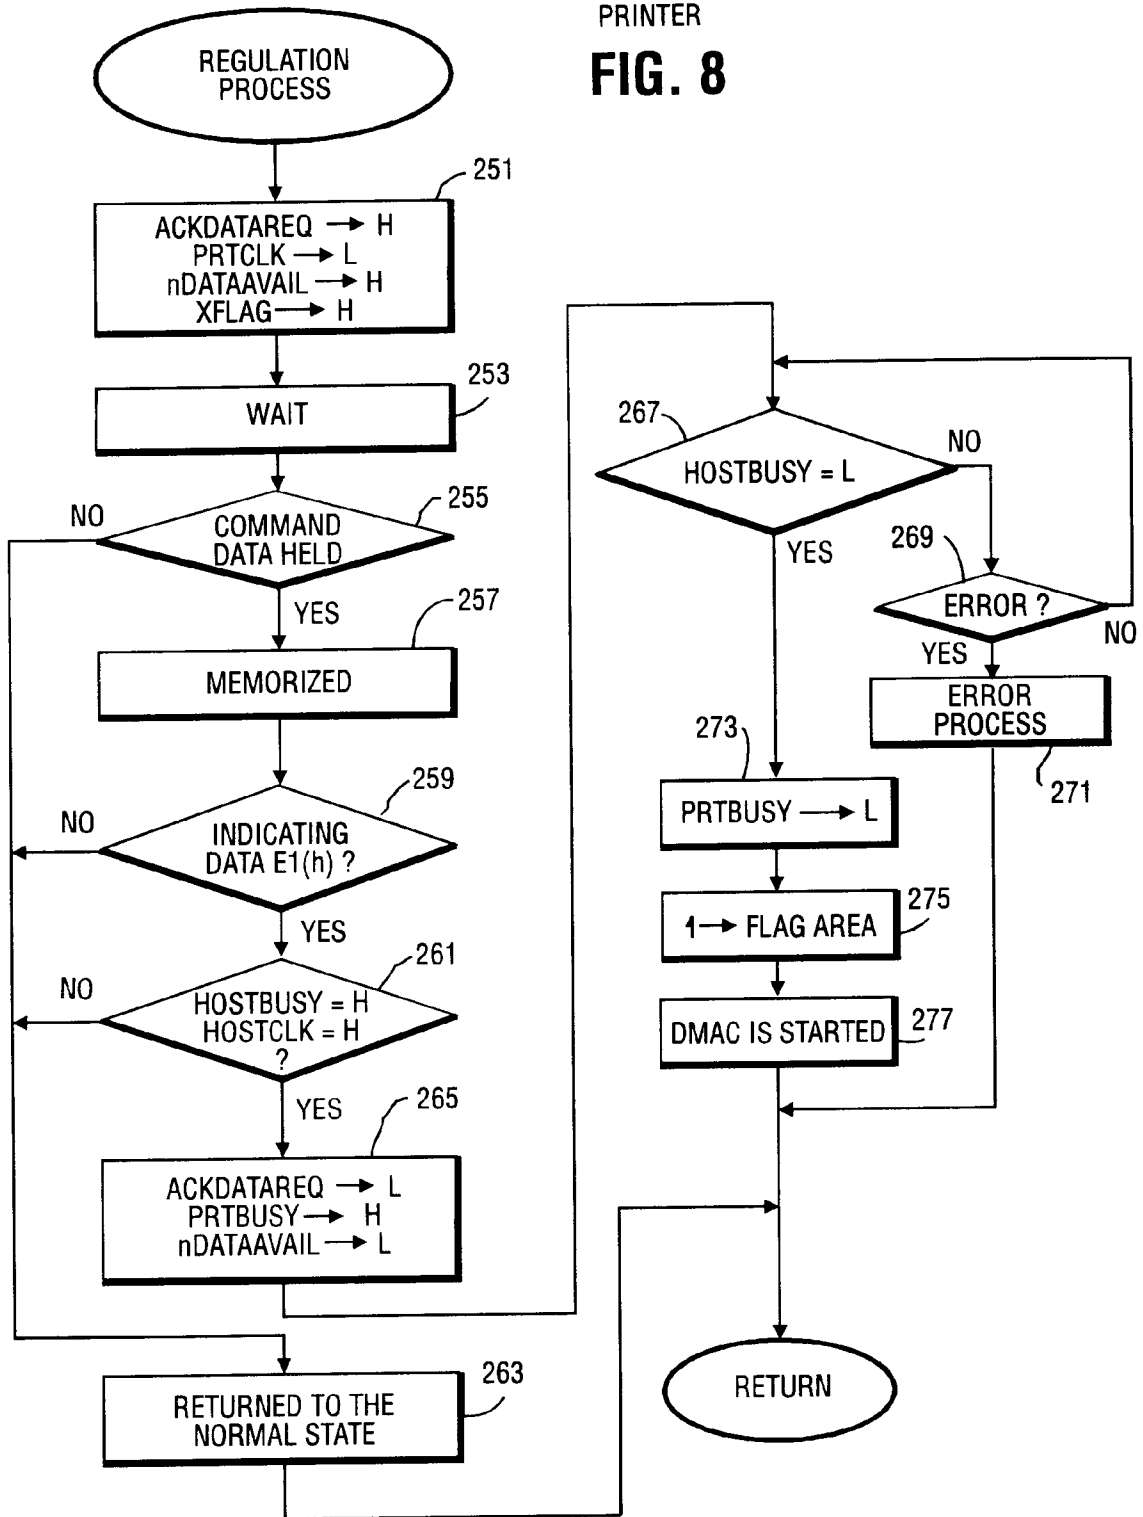 PRINTER
FIG. 8
REGULATION
PROCESS
251
ACKDATAREQ → H
PRTCLK → L
nDATAAVAIL → H
XFLAG → H
253
WAIT
255
NO
COMMAND
DATA HELD
YES
257
MEMORIZED
259
NO
INDICATING
DATA E1(h) ?
YES
261
NO
HOSTBUSY = H
HOSTCLK = H
?
YES
265
ACKDATAREQ → L
PRTBUSY → H
nDATAAVAIL → L
263
RETURNED TO THE
NORMAL STATE
267
HOSTBUSY = L
NO
YES
269
ERROR ?
NO
YES
ERROR
PROCESS
271
273
PRTBUSY → L
275
1 → FLAG AREA
DMAC IS STARTED
277
RETURN